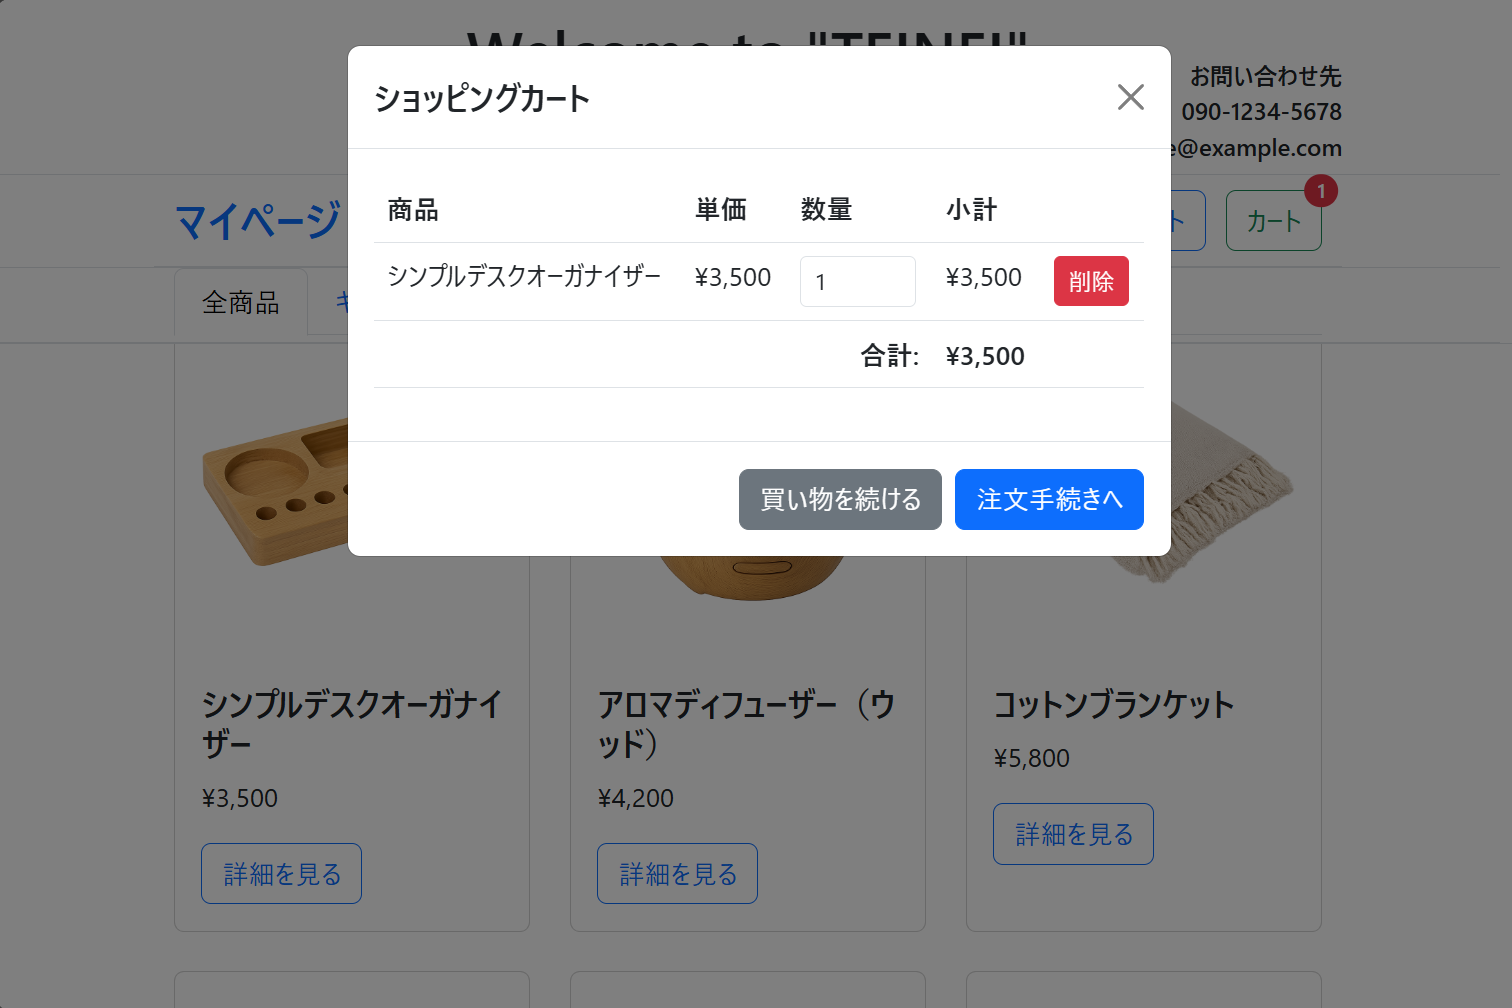 Welcome to "TEINEI"
お問い合わせ先
090-1234-5678
e@example.com
マイページ
ト
カート
1
全商品
キ
ショッピングカート
商品 単価 数量 小計
シンプルデスクオーガナイザー ¥3,500 1 ¥3,500 削除
合計: ¥3,500
買い物を続ける 注文手続きへ
シンプルデスクオーガナイ
ザー
¥3,500
詳細を見る
アロマディフューザー（ウ
ッド）
¥4,200
詳細を見る
コットンブランケット
¥5,800
詳細を見る